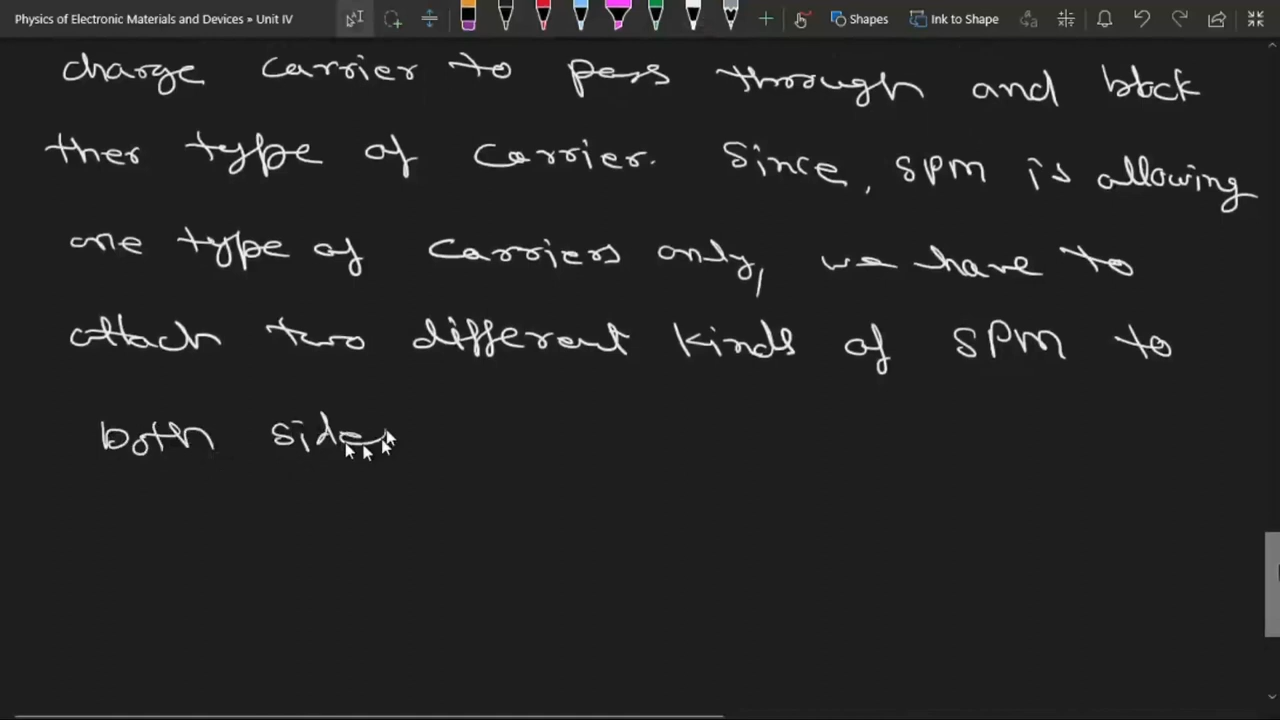 Physics of Electronic Materials and Devices » Unit IV
Shapes
Ink to Shape
charge carrier to pass through and block
ther type of carrier. Since, SPM is allowing
one type of carriers only, we have to
attach two different kinds of SPM to
both sides